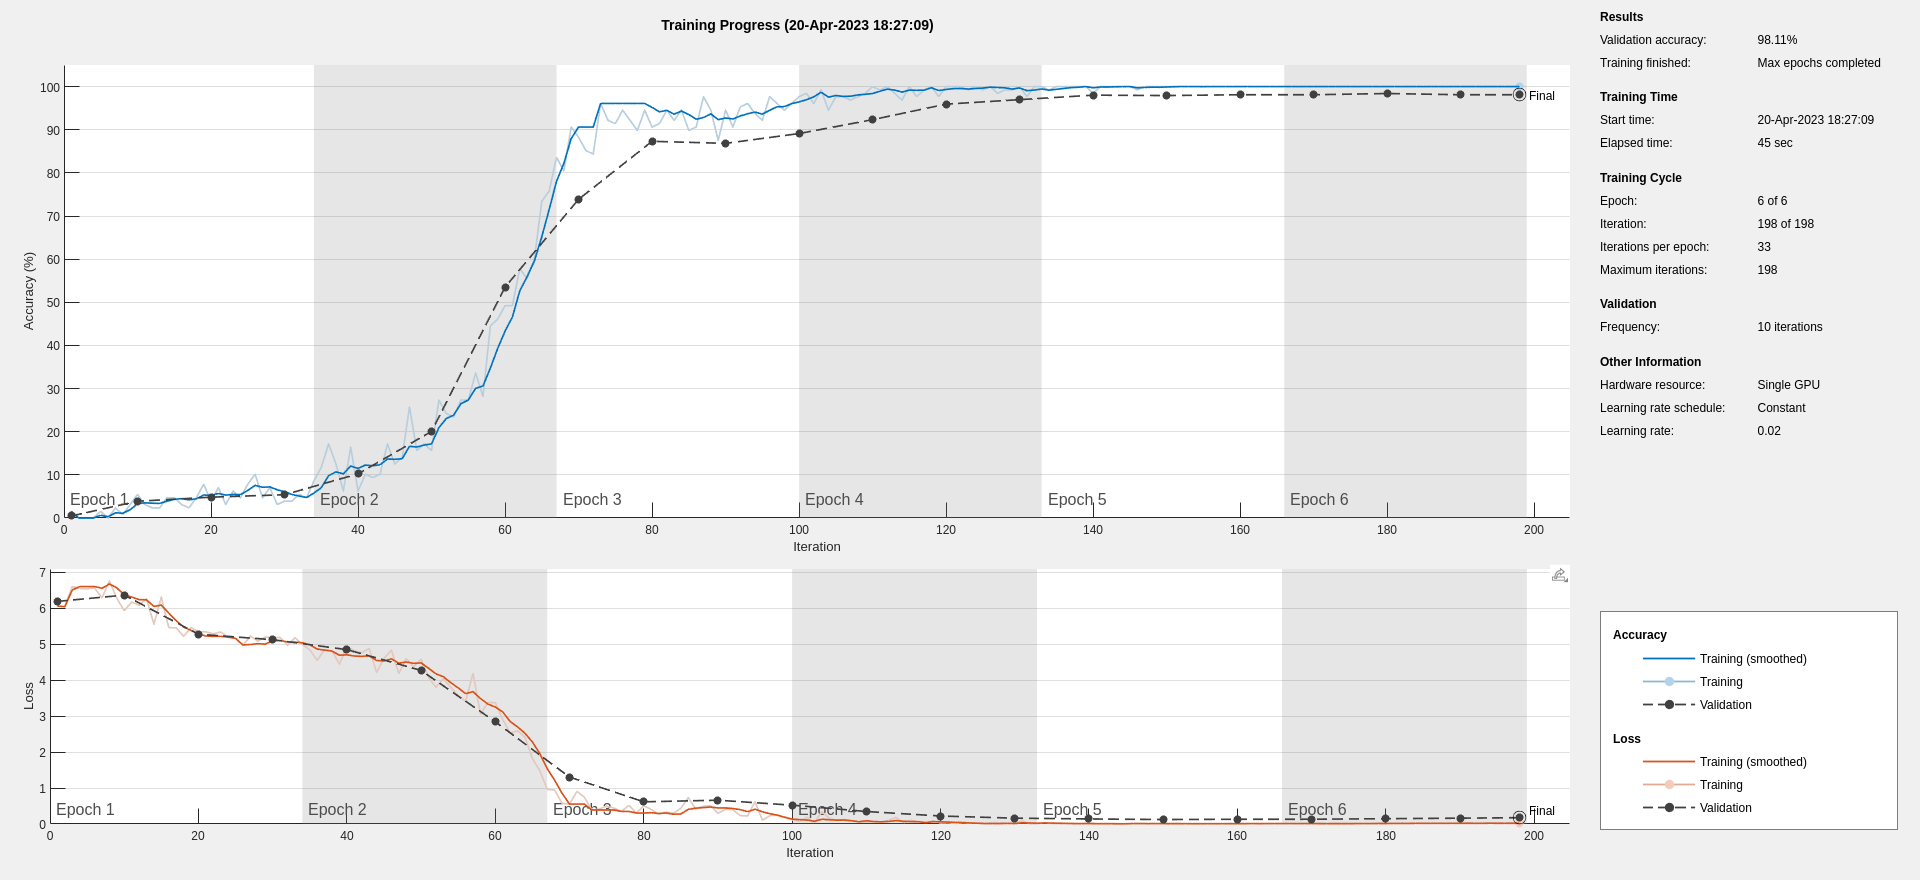 Training Progress (20-Apr-2023 18:27:09)
Accuracy (%)
100
90
80
70
60
50
40
30
20
10
0
Epoch 1
Epoch 2
Epoch 3
Epoch 4
Epoch 5
Epoch 6
Final
0 20 40 60 80 100 120 140 160 180 200
Iteration
Loss
7
6
5
4
3
2
1
0
Epoch 1
Epoch 2
Epoch 3
Epoch 4
Epoch 5
Epoch 6
Final
0 20 40 60 80 100 120 140 160 180 200
Iteration
Results
Validation accuracy: 98.11%
Training finished: Max epochs completed
Training Time
Start time: 20-Apr-2023 18:27:09
Elapsed time: 45 sec
Training Cycle
Epoch: 6 of 6
Iteration: 198 of 198
Iterations per epoch: 33
Maximum iterations: 198
Validation
Frequency: 10 iterations
Other Information
Hardware resource: Single GPU
Learning rate schedule: Constant
Learning rate: 0.02
Accuracy
Training (smoothed)
Training
Validation
Loss
Training (smoothed)
Training
Validation